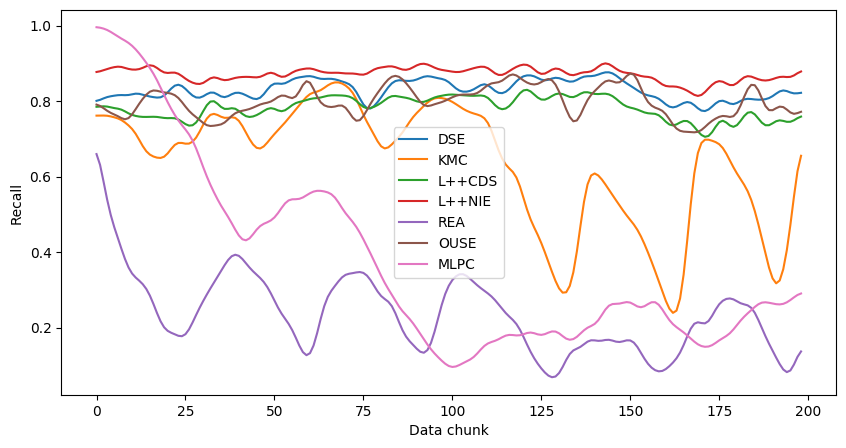 1.0
0.8
0.6
0.4
0.2
Recall
0
25
50
75
100
125
150
175
200
Data chunk
DSE
KMC
L++CDS
L++NIE
REA
OUSE
MLPC